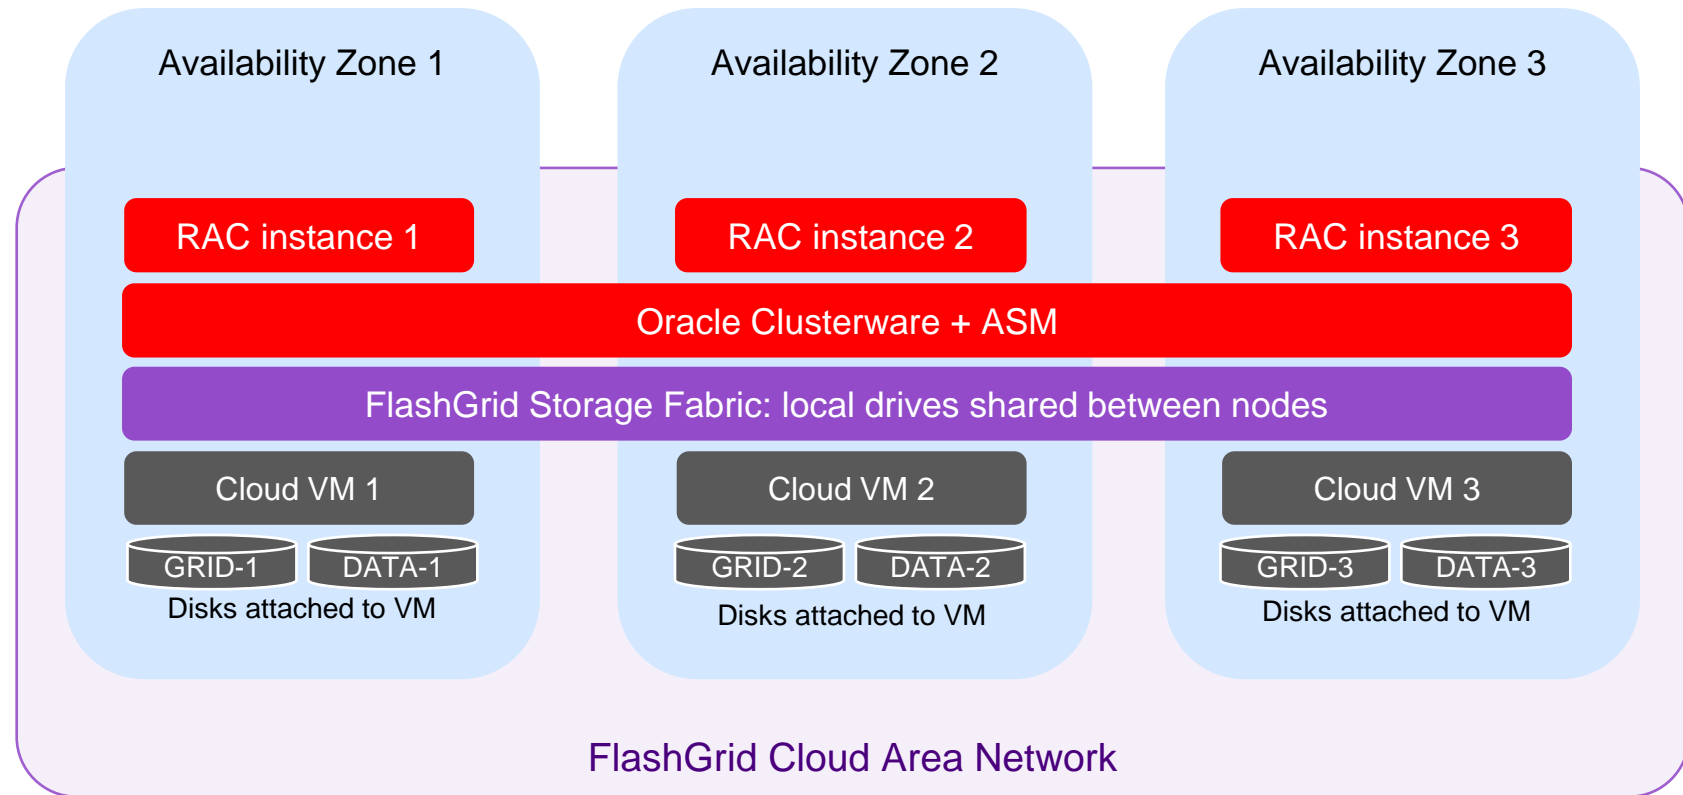 Availability Zone 1
Availability Zone 2
Availability Zone 3
RAC instance 1
RAC instance 2
RAC instance 3
Oracle Clusterware + ASM
FlashGrid Storage Fabric: local drives shared between nodes
Cloud VM 1
Cloud VM 2
Cloud VM 3
GRID-1
DATA-1
GRID-2
DATA-2
GRID-3
DATA-3
Disks attached to VM
Disks attached to VM
Disks attached to VM
FlashGrid Cloud Area Network